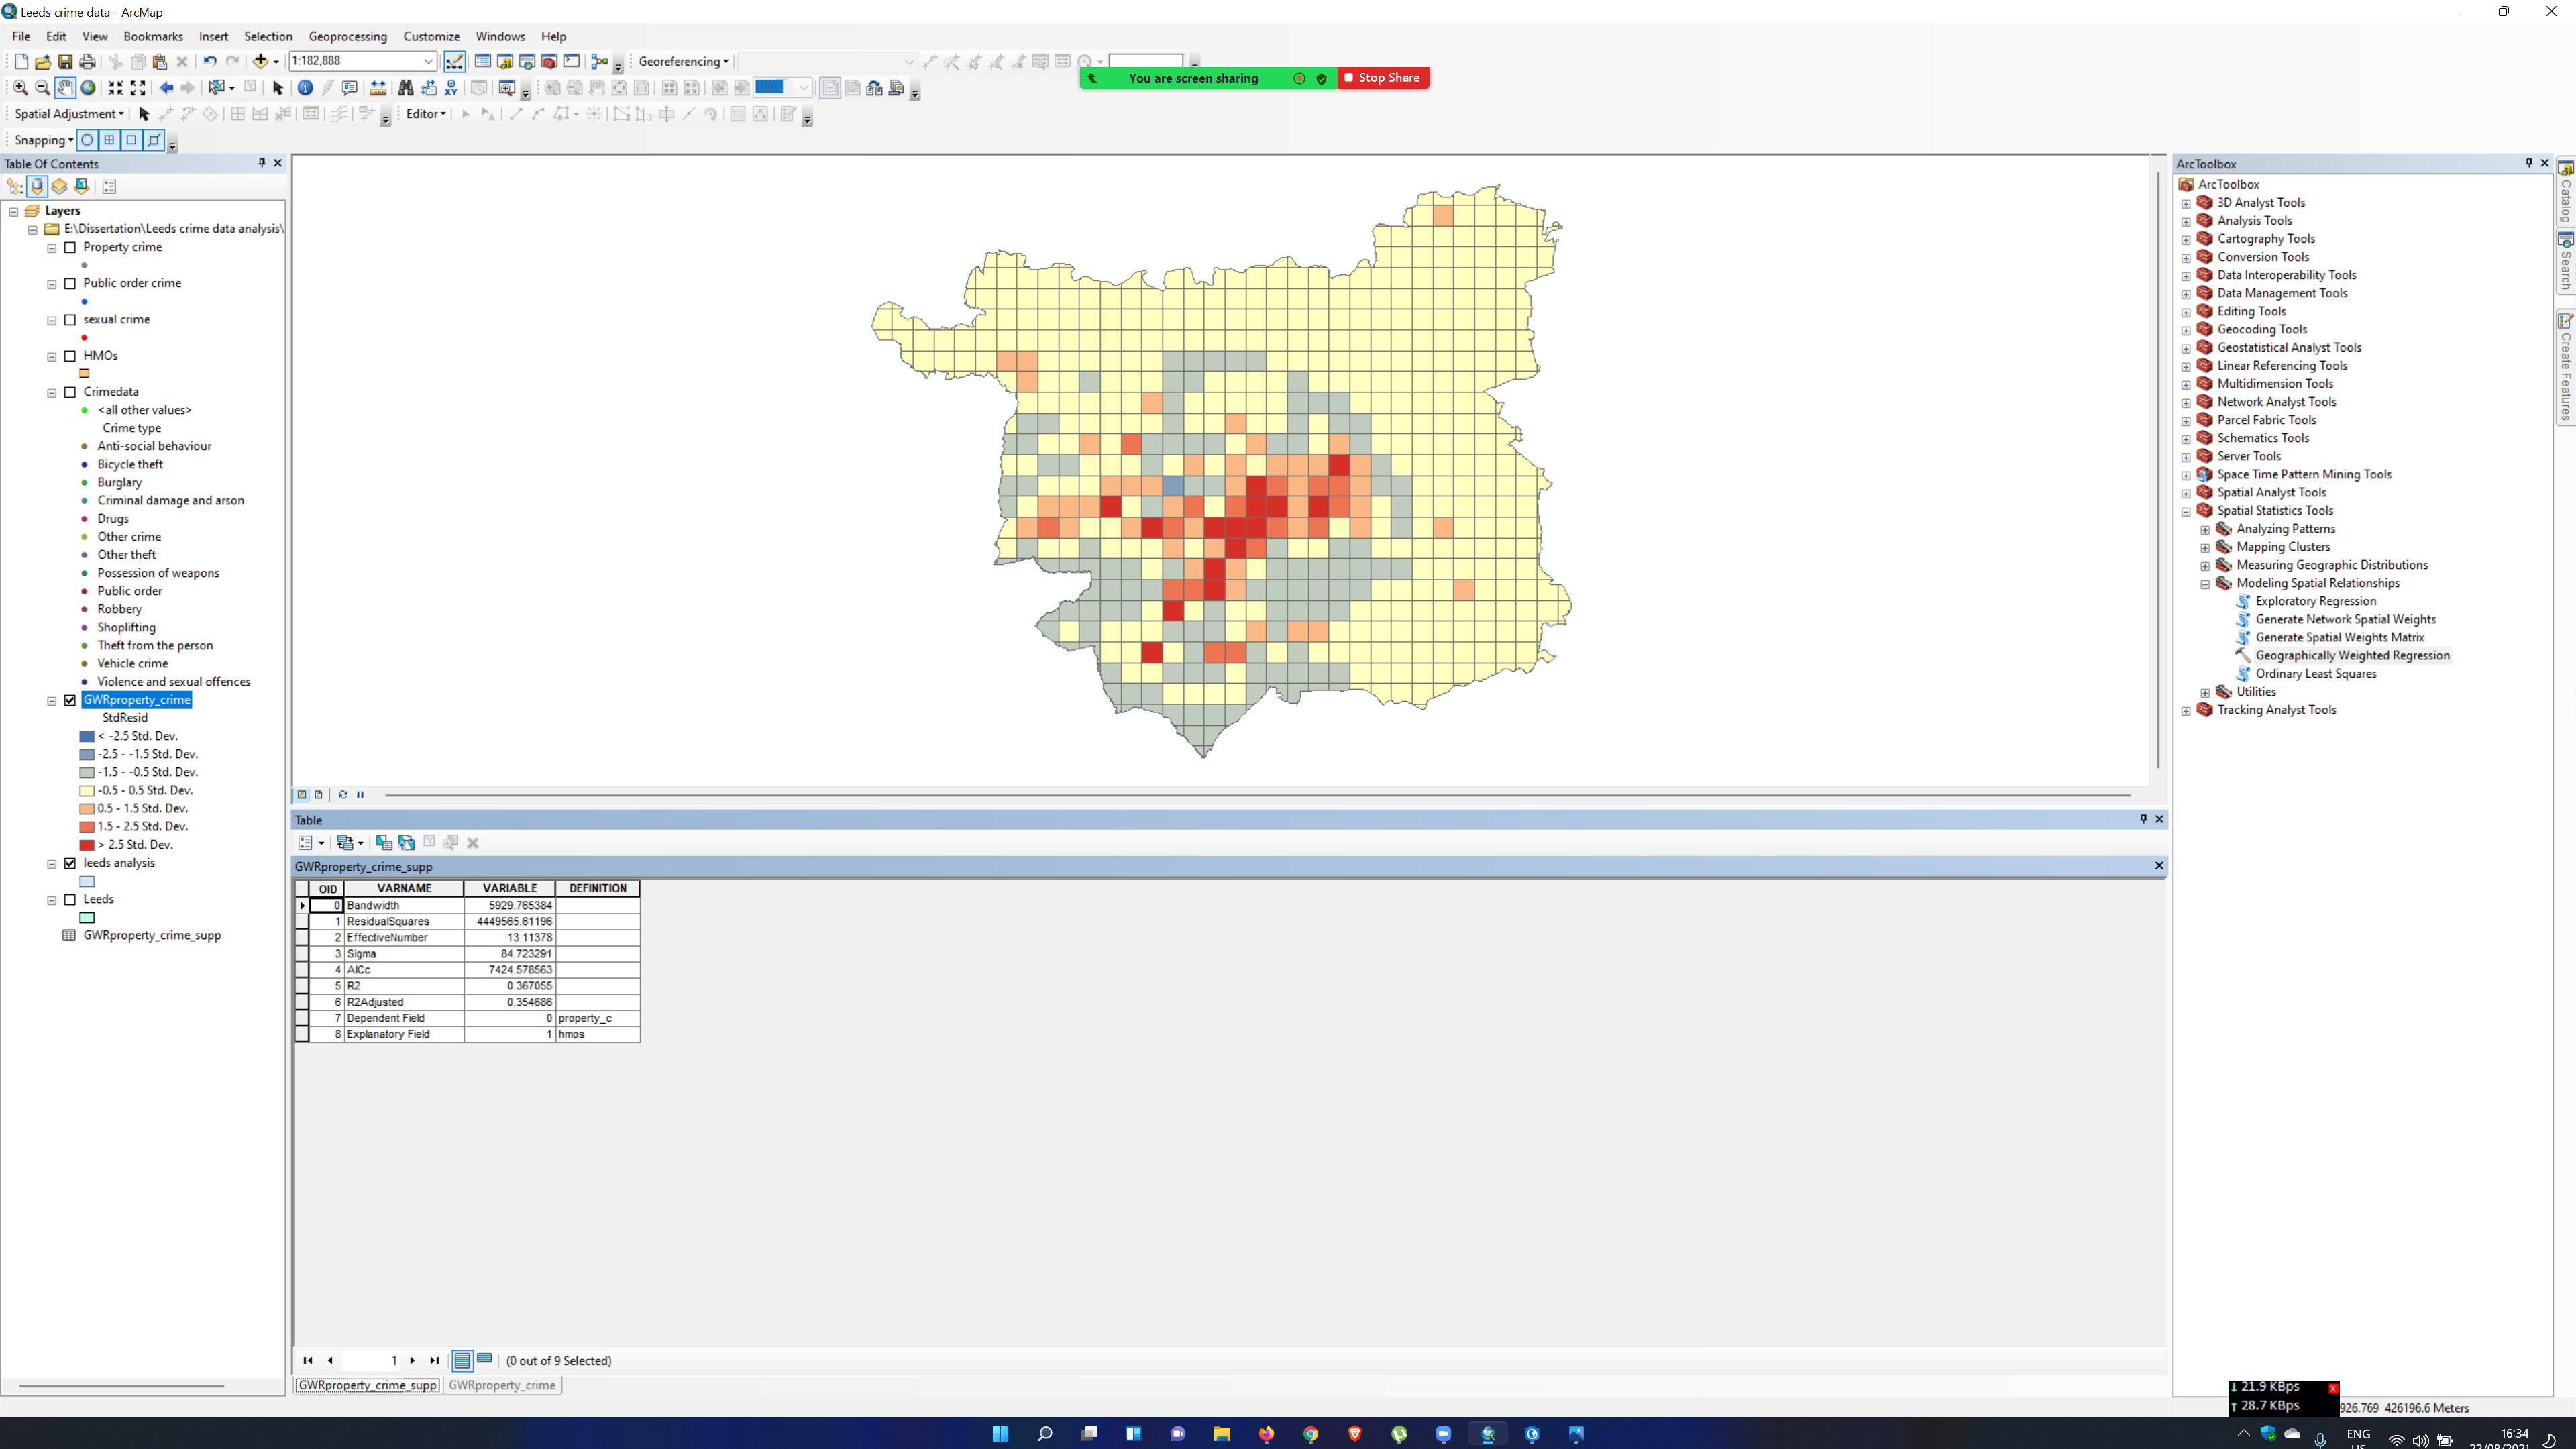 Leeds crime data - ArcMap
File Edit View Bookmarks Insert Selection Geoprocessing Customize Windows Help
1:182,888
Georeferencing
You are screen sharing
Stop Share
100%
Spatial Adjustment
Editor
Snapping
Table Of Contents
Layers
E:\Dissertation\Leeds crime data analysis\
Property crime
Public order crime
sexual crime
HMOs
Crimedata
<all other values>
Crime type
Anti-social behaviour
Bicycle theft
Burglary
Criminal damage and arson
Drugs
Other crime
Other theft
Possession of weapons
Public order
Robbery
Shoplifting
Theft from the person
Vehicle crime
Violence and sexual offences
GWRproperty_crime
StdResid
< -2.5 Std. Dev.
-2.5 - -1.5 Std. Dev.
-1.5 - -0.5 Std. Dev.
-0.5 - 0.5 Std. Dev.
0.5 - 1.5 Std. Dev.
1.5 - 2.5 Std. Dev.
> 2.5 Std. Dev.
leeds analysis
Leeds
GWRproperty_crime_supp
Table
GWRproperty_crime_supp
OID VARNAME VARIABLE DEFINITION
0 Bandwidth 5929.765384
1 ResidualSquares 4449565.61196
2 EffectiveNumber 13.11378
3 Sigma 84.723291
4 AICc 7424.578563
5 R2 0.367055
6 R2Adjusted 0.354686
7 Dependent Field 0 property_c
8 Explanatory Field 1 hmos
1
(0 out of 9 Selected)
GWRproperty_crime_supp GWRproperty_crime
ArcToolbox
ArcToolbox
3D Analyst Tools
Analysis Tools
Cartography Tools
Conversion Tools
Data Interoperability Tools
Data Management Tools
Editing Tools
Geocoding Tools
Geostatistical Analyst Tools
Linear Referencing Tools
Multidimension Tools
Network Analyst Tools
Parcel Fabric Tools
Schematics Tools
Server Tools
Space Time Pattern Mining Tools
Spatial Analyst Tools
Spatial Statistics Tools
Analyzing Patterns
Mapping Clusters
Measuring Geographic Distributions
Modeling Spatial Relationships
Exploratory Regression
Generate Network Spatial Weights
Generate Spatial Weights Matrix
Geographically Weighted Regression
Ordinary Least Squares
Utilities
Tracking Analyst Tools
Catalog
Search
Create Features
21.9 KBps
28.7 KBps
926.769 426196.6 Meters
ENG
16:34